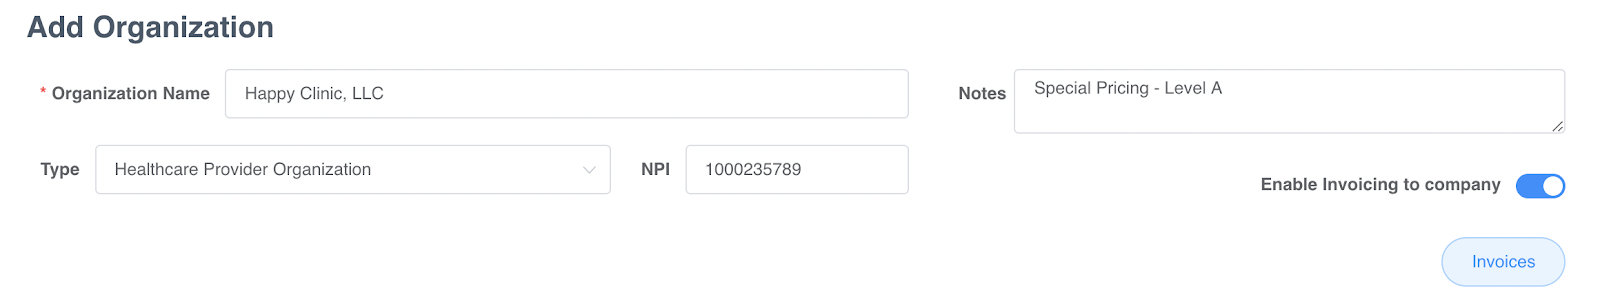 Add Organization
* Organization Name Happy Clinic, LLC
Notes Special Pricing - Level A
Type Healthcare Provider Organization NPI 1000235789
Enable Invoicing to company
Invoices